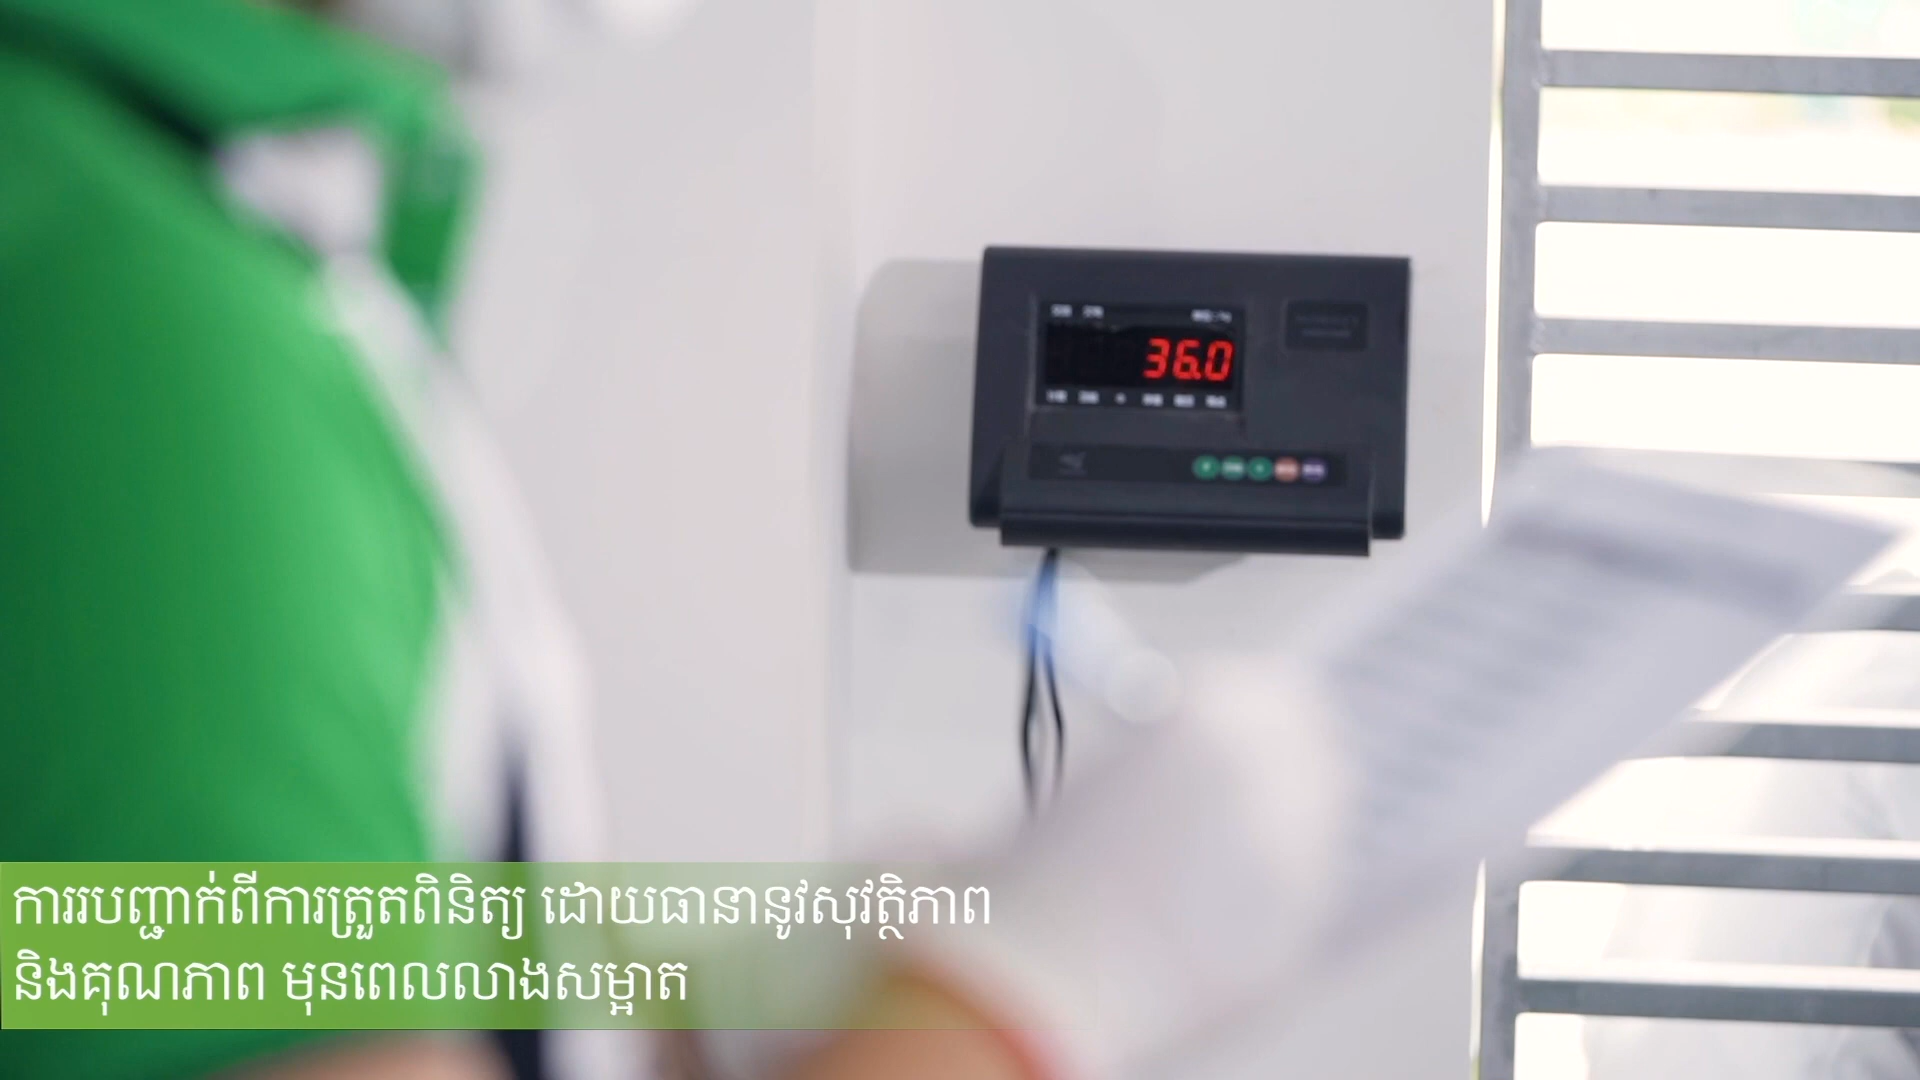 36.0
ការបញ្ជាក់ពីការត្រួតពិនិត្យ ដោយធានានូវសុវត្ថិភាព
និងគុណភាព មុនពេលលាងសម្អាត